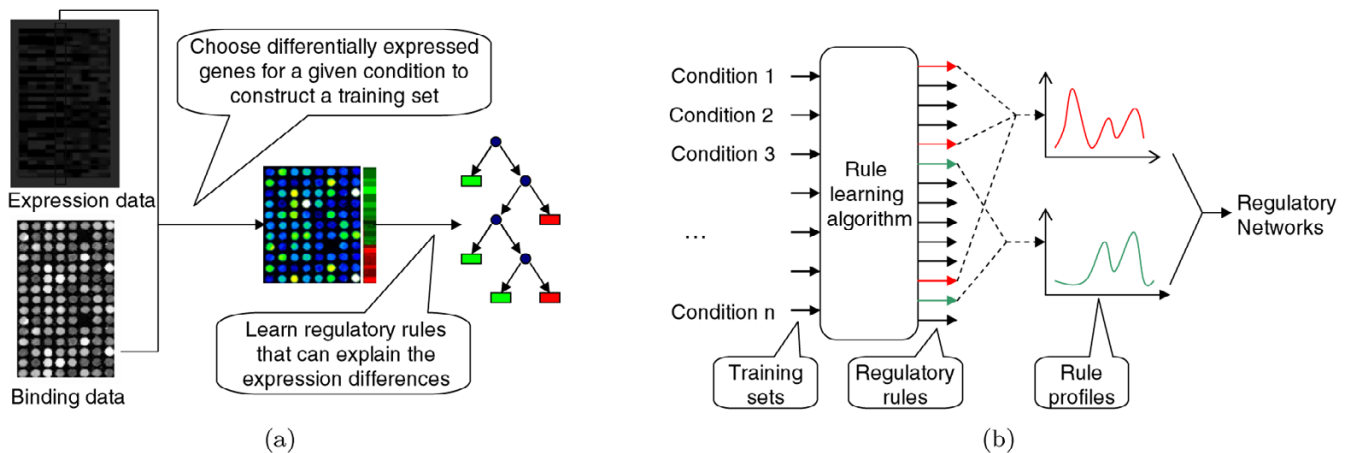 Choose differentially expressed
genes for a given condition to
construct a training set
Expression data
Binding data
Learn regulatory rules
that can explain the
expression differences
(a)
Condition 1
Condition 2
Condition 3
...
Condition n
Rule
learning
algorithm
Training
sets
Regulatory
rules
Rule
profiles
Regulatory
Networks
(b)